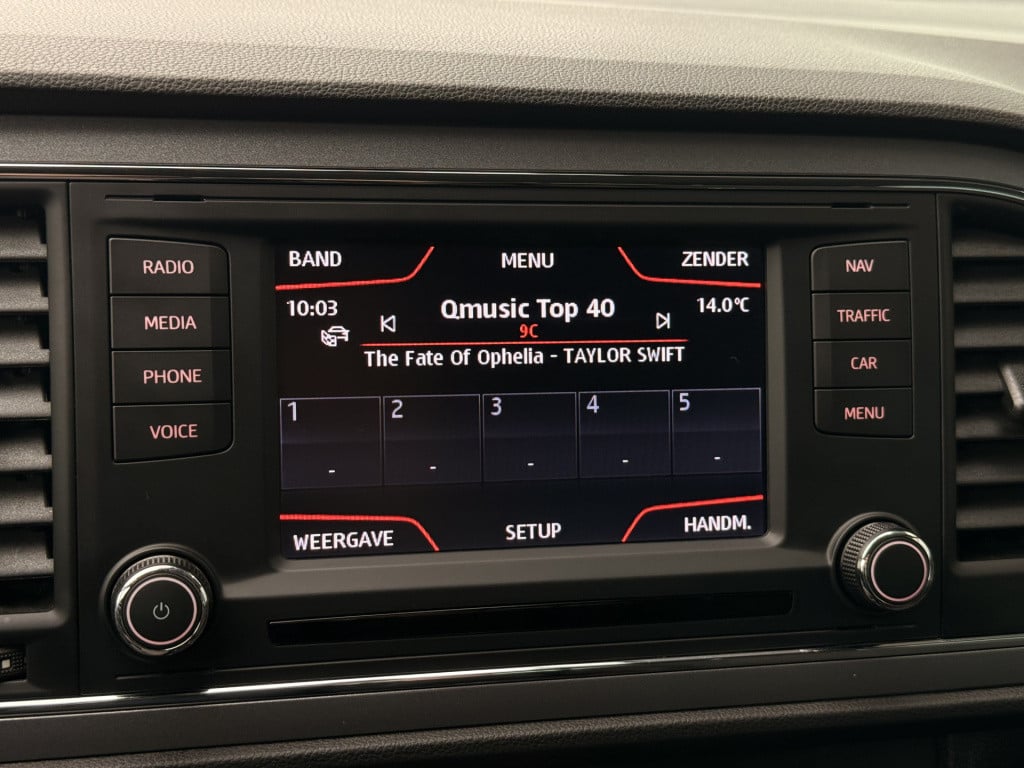 BAND MENU ZENDER
10:03 Qmusic Top 40 14.0℃
9C
The Fate Of Ophelia - TAYLOR SWIFT
1 2 3 4 5
- - - - -
WEERGAVE SETUP HANDM.
RADIO
MEDIA
PHONE
VOICE
NAV
TRAFFIC
CAR
MENU